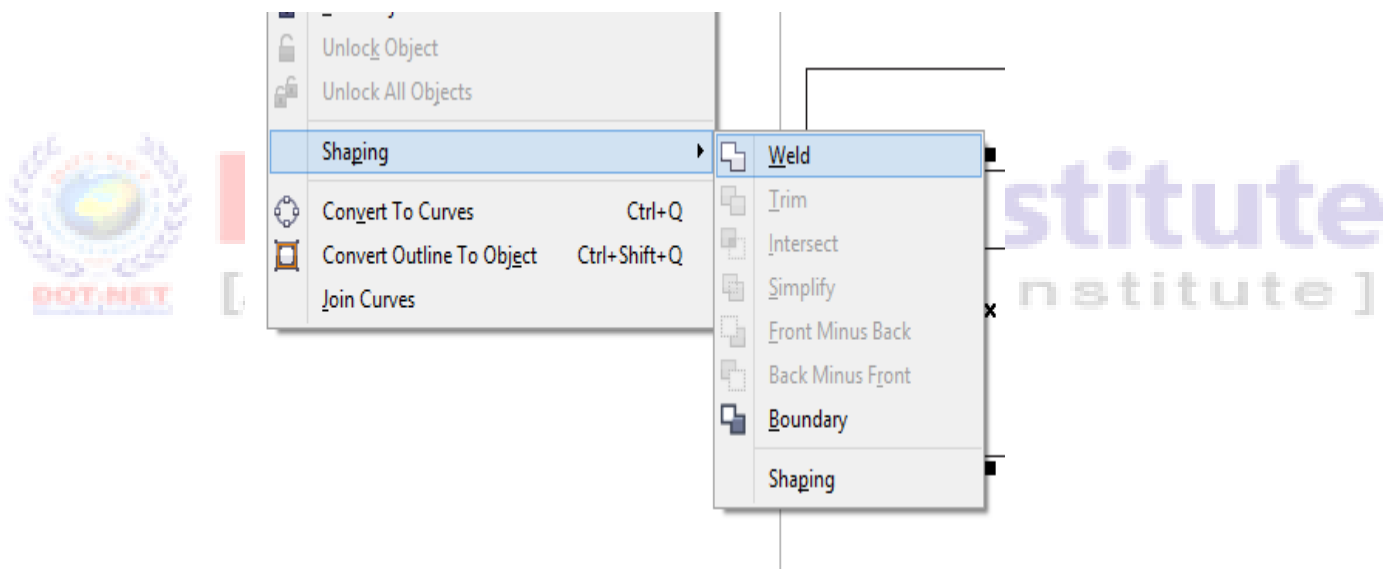 Unlock Object
Unlock All Objects
Shaping
Convert To Curves Ctrl+Q
Convert Outline To Object Ctrl+Shift+Q
Join Curves
Weld
Trim
Intersect
Simplify
Front Minus Back
Back Minus Front
Boundary
Shaping
DOT-NET
stitute
nstitute]